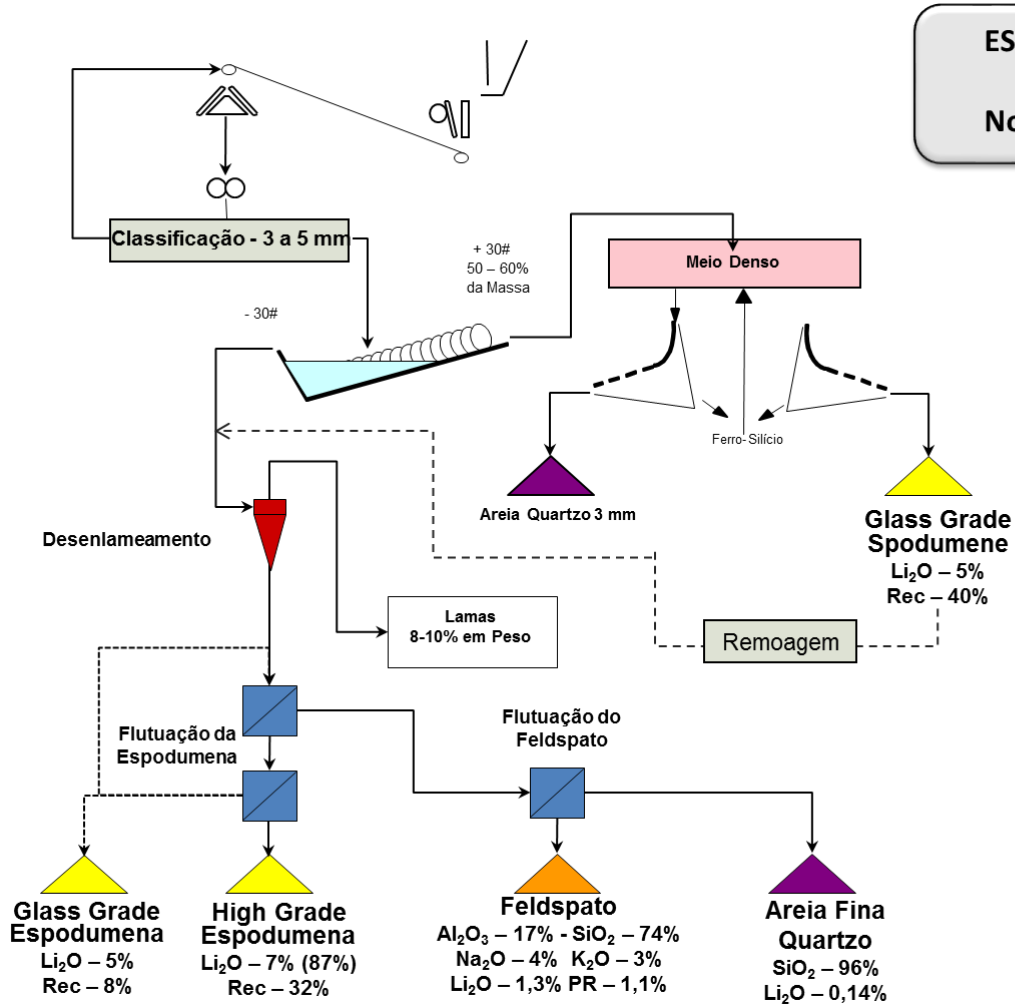 ES
No
Classificação - 3 a 5 mm
+ 30#
50 – 60%
da Massa
- 30#
Meio Denso
Ferro-Silício
Areia Quartzo 3 mm
Glass Grade
Spodumene
Li₂O – 5%
Rec – 40%
Desenlameamento
Lamas
8-10% em Peso
Remoagem
Flutuação da
Espodumena
Flutuação do
Feldspato
Glass Grade
Espodumena
Li₂O – 5%
Rec – 8%
High Grade
Espodumena
Li₂O – 7% (87%)
Rec – 32%
Feldspato
Al₂O₃ – 17% - SiO₂ – 74%
Na₂O – 4% K₂O – 3%
Li₂O – 1,3% PR – 1,1%
Areia Fina
Quartzo
SiO₂ – 96%
Li₂O – 0,14%